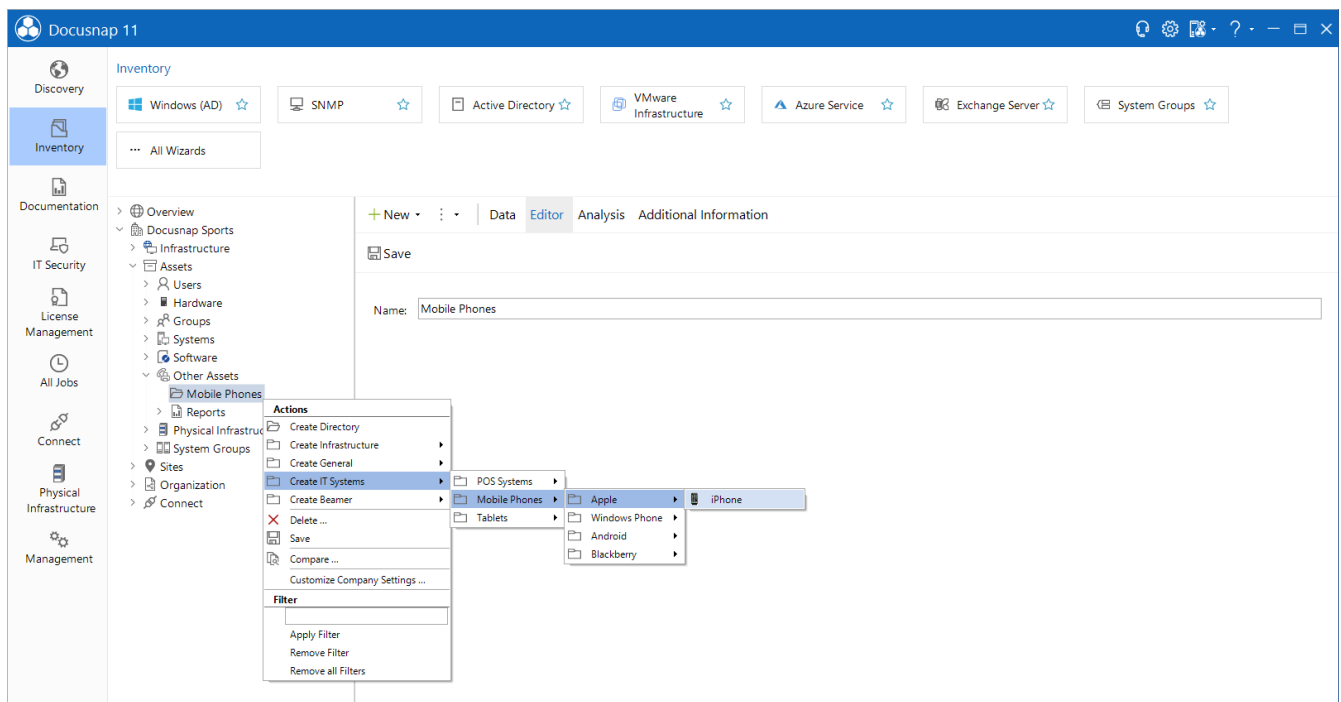 Docusnap 11
Discovery
Inventory
Documentation
IT Security
License
Management
All Jobs
Connect
Physical
Infrastructure
Management
Inventory
Windows (AD)
SNMP
Active Directory
VMware
Infrastructure
Azure Service
Exchange Server
System Groups
... All Wizards
Overview
Docusnap Sports
Infrastructure
Assets
Users
Hardware
Groups
Systems
Software
Other Assets
Mobile Phones
Reports
Physical Infrastruc
System Groups
Sites
Organization
Connect
New
Data Editor Analysis Additional Information
Save
Name: Mobile Phones
Actions
Create Directory
Create Infrastructure
Create General
Create IT Systems
Create Beamer
Delete ...
Save
Compare ...
Customize Company Settings ...
Filter
Apply Filter
Remove Filter
Remove all Filters
POS Systems
Mobile Phones
Tablets
Apple
Windows Phone
Android
Blackberry
iPhone